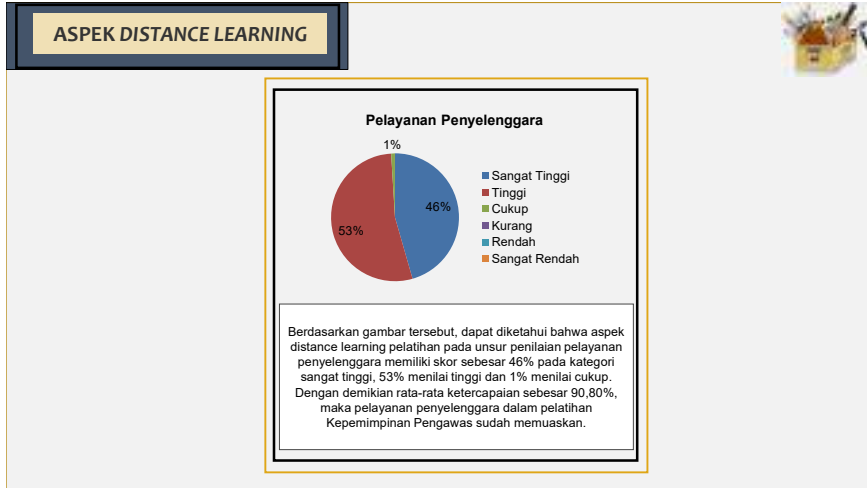 ASPEK DISTANCE LEARNING
Pelayanan Penyelenggara
1%
46%
53%
Sangat Tinggi
Tinggi
Cukup
Kurang
Rendah
Sangat Rendah
Berdasarkan gambar tersebut, dapat diketahui bahwa aspek
distance learning pelatihan pada unsur penilaian pelayanan
penyelenggara memiliki skor sebesar 46% pada kategori
sangat tinggi, 53% menilai tinggi dan 1% menilai cukup.
Dengan demikian rata-rata ketercapaian sebesar 90,80%,
maka pelayanan penyelenggara dalam pelatihan
Kepemimpinan Pengawas sudah memuaskan.